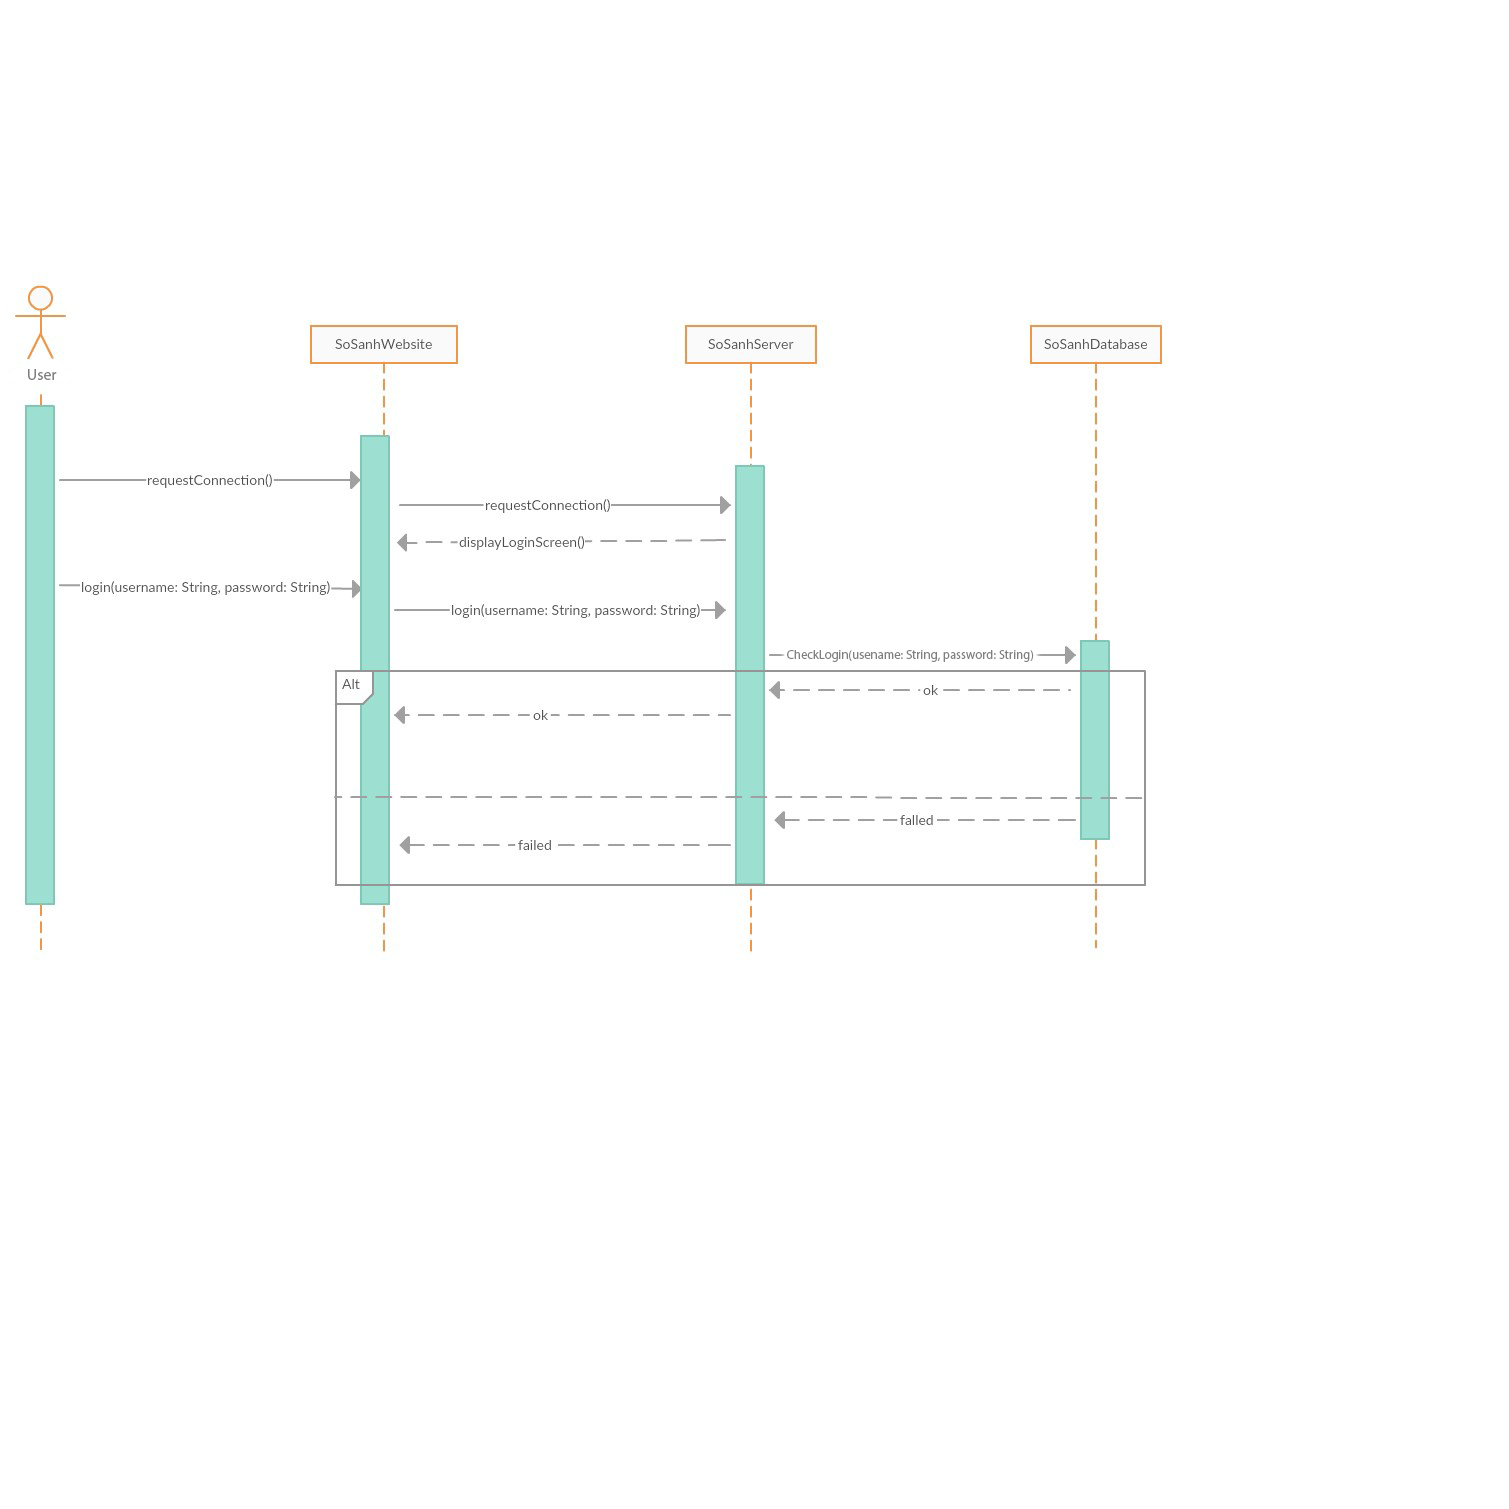 User
SoSanhWebsite
SoSanhServer
SoSanhDatabase
requestConnection()
requestConnection()
displayLoginScreen()
login(username: String, password: String)
login(username: String, password: String)
CheckLogin(usename: String, password: String)
Alt
ok
ok
falled
failed